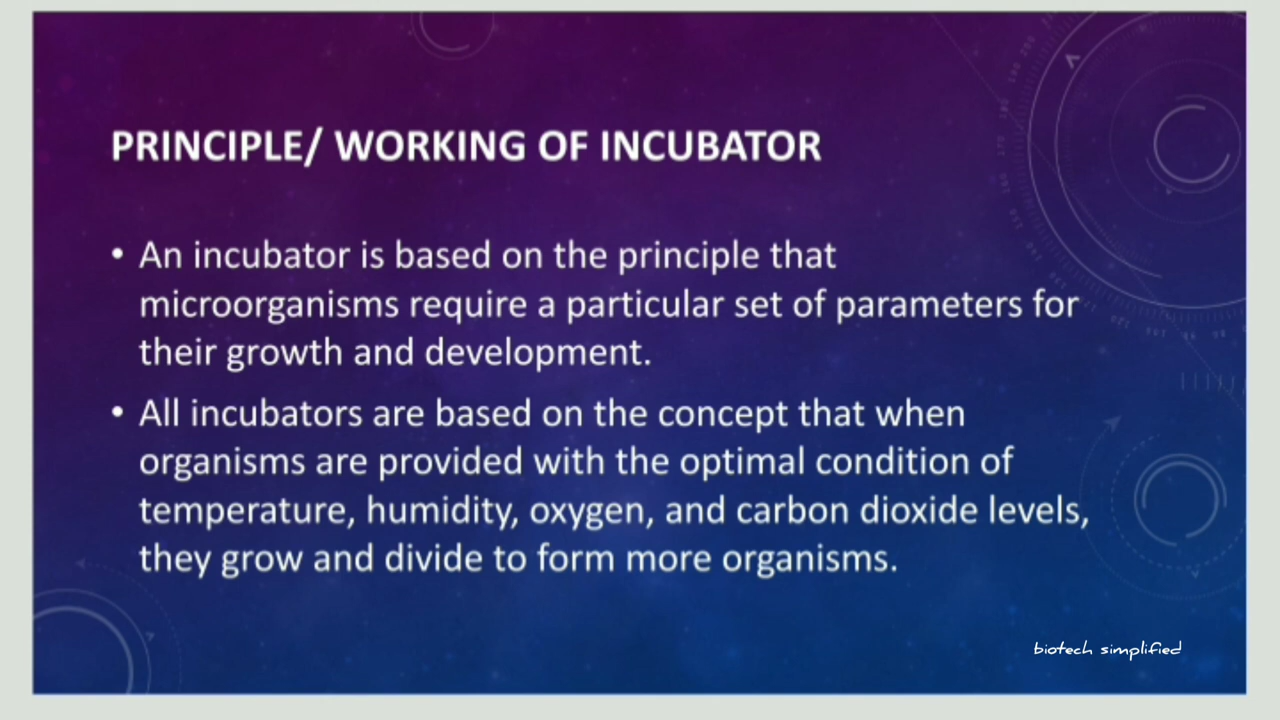 PRINCIPLE/ WORKING OF INCUBATOR
• An incubator is based on the principle that
microorganisms require a particular set of parameters for
their growth and development.
• All incubators are based on the concept that when
organisms are provided with the optimal condition of
temperature, humidity, oxygen, and carbon dioxide levels,
they grow and divide to form more organisms.
biotech simplified